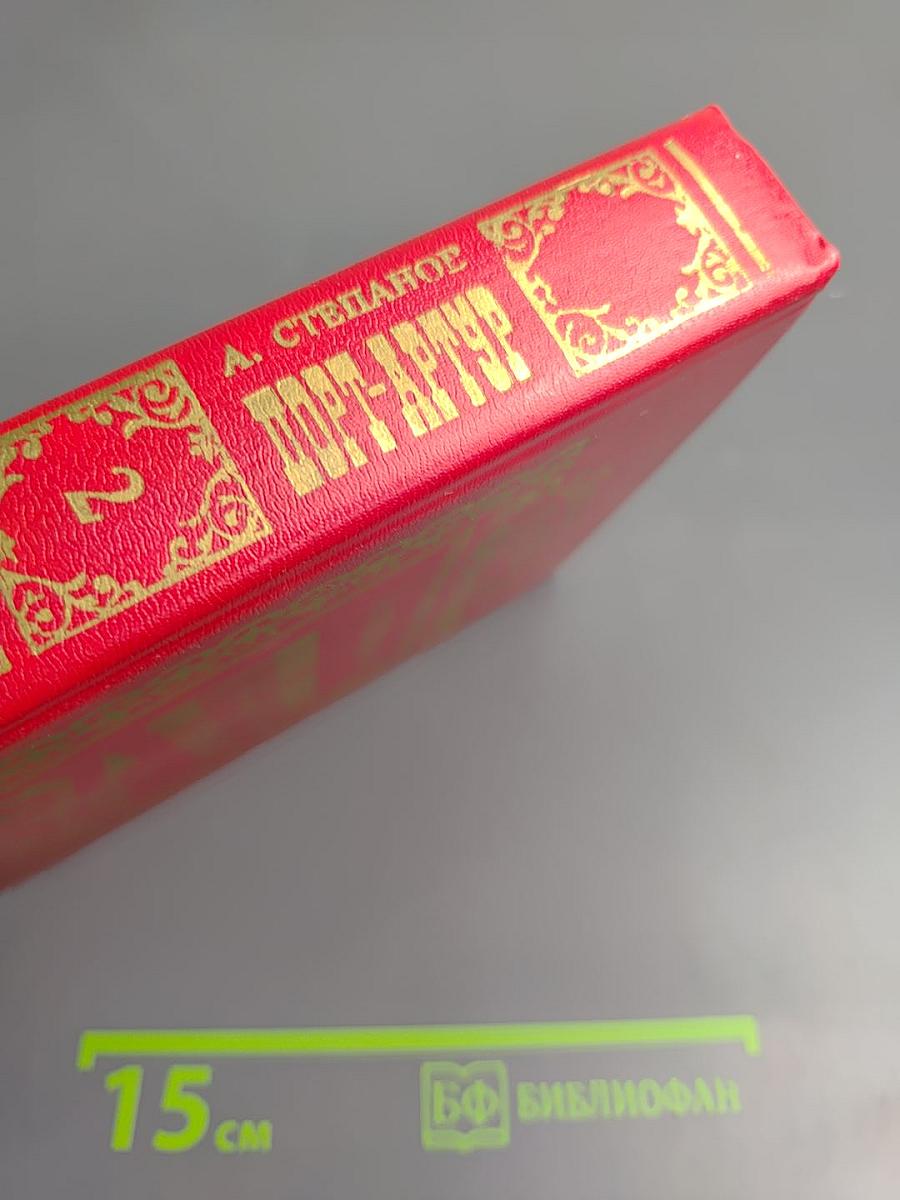 А. СТЕПАНОВ
ПОРТ-АРТУР
2
15 см
БФ БИБЛИОФАН